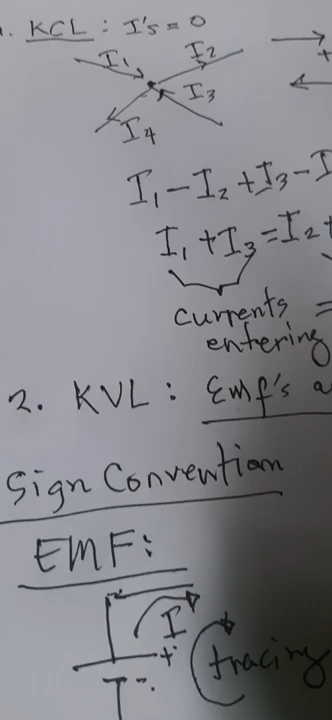 1. KCL : I's = 0
I₁ I₂
I₃
I₄
+
I₁ - I₂ + I₃ - I
I₁ + I₃ = I₂ +
currents =
entering
2. KVL : Emf's a
Sign Convention
EMF:
I
+ tracing
-